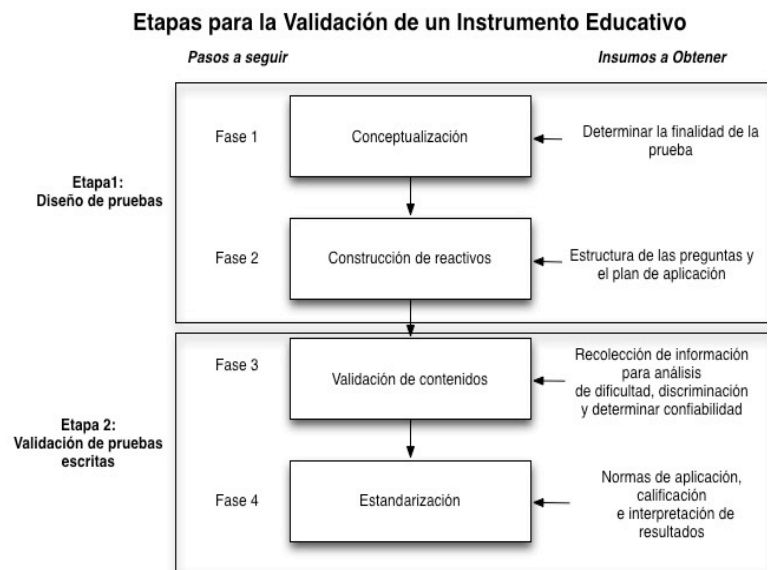 Etapas para la Validación de un Instrumento Educativo
Pasos a seguir
Insumos a Obtener
Etapa1:
Diseño de pruebas
Fase 1
Conceptualización
Determinar la finalidad de la
prueba
Fase 2
Construcción de reactivos
Estructura de las preguntas y
el plan de aplicación
Etapa 2:
Validación de pruebas
escritas
Fase 3
Validación de contenidos
Recolección de información
para análisis
de dificultad, discriminación
y determinar confiabilidad
Fase 4
Estandarización
Normas de aplicación,
calificación
e interpretación de
resultados